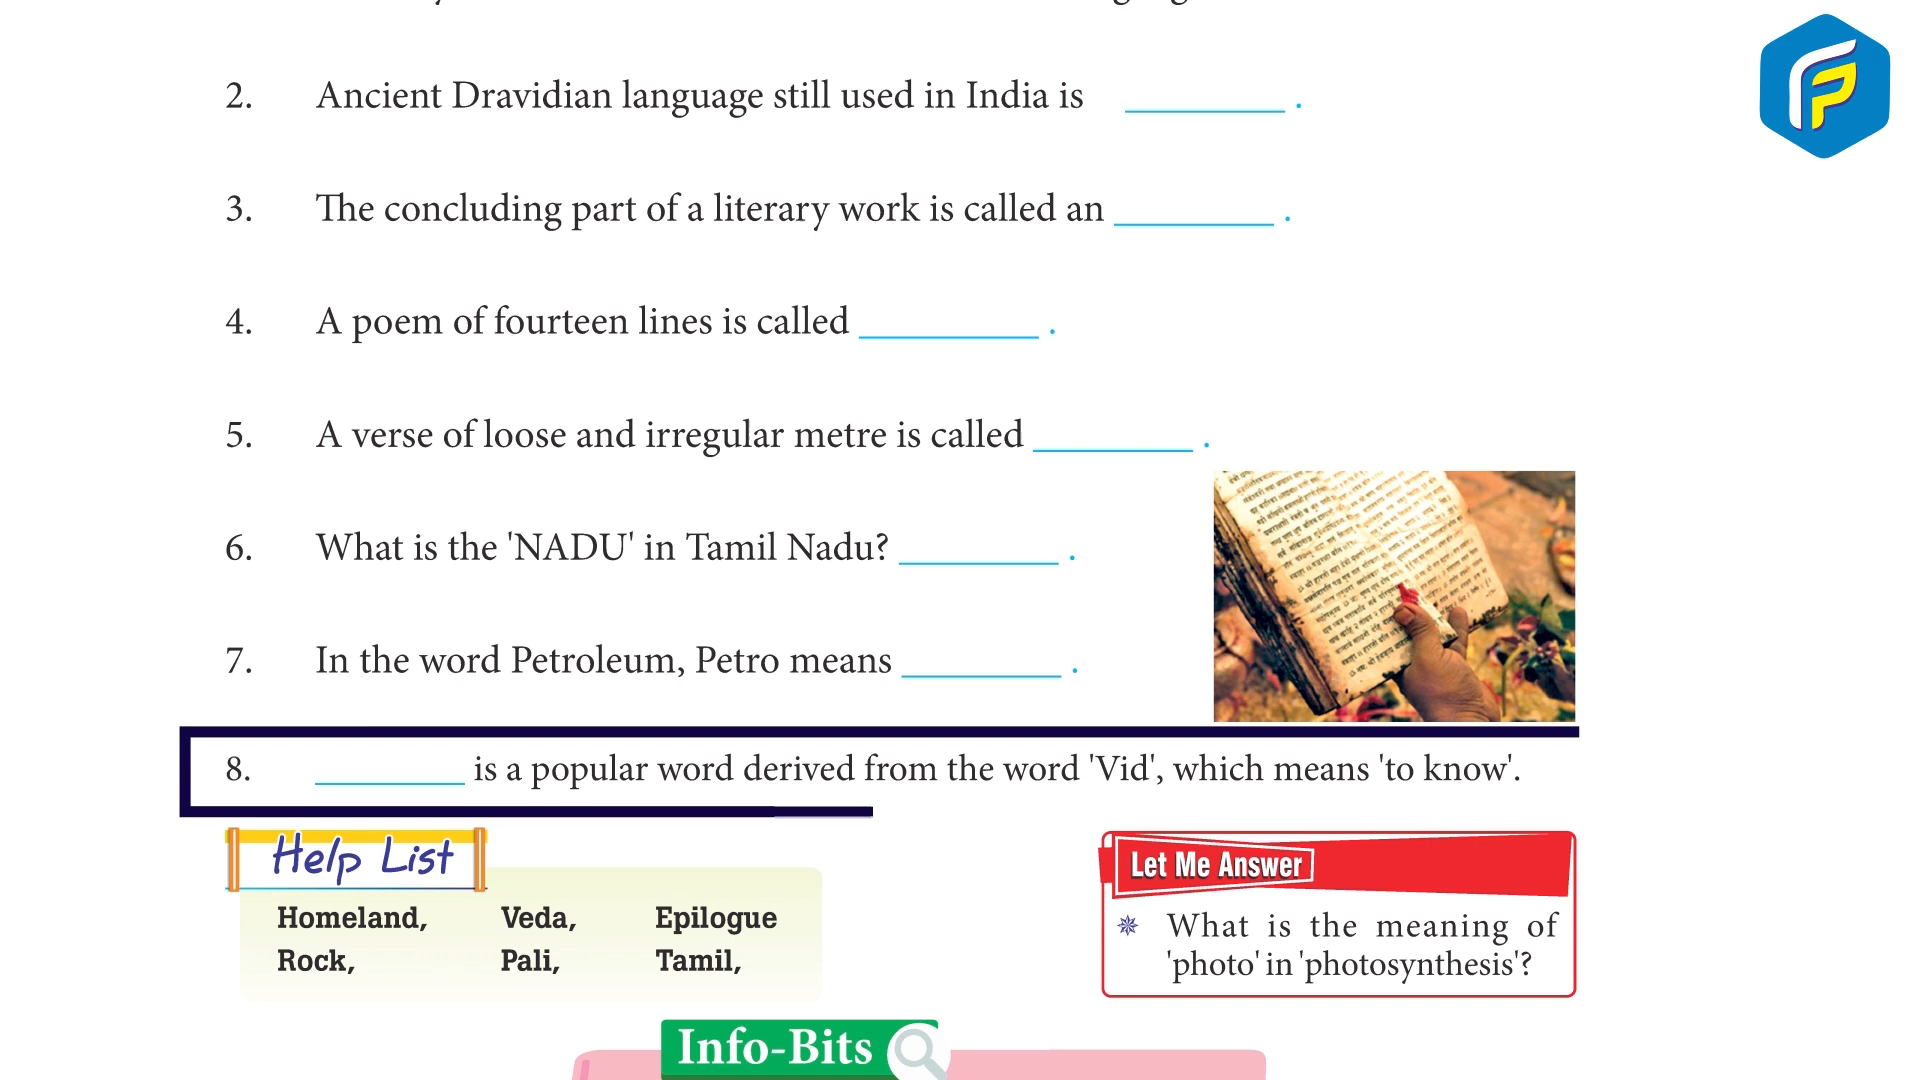 2. Ancient Dravidian language still used in India is ________ .
3. The concluding part of a literary work is called an ________ .
4. A poem of fourteen lines is called ________ .
5. A verse of loose and irregular metre is called ________ .
6. What is the 'NADU' in Tamil Nadu? ________ .
7. In the word Petroleum, Petro means ________ .
8. ________ is a popular word derived from the word 'Vid', which means 'to know'.
Help List
Homeland, Veda, Epilogue
Rock, Pali, Tamil,
Let Me Answer
What is the meaning of
'photo' in 'photosynthesis'?
Info-Bits